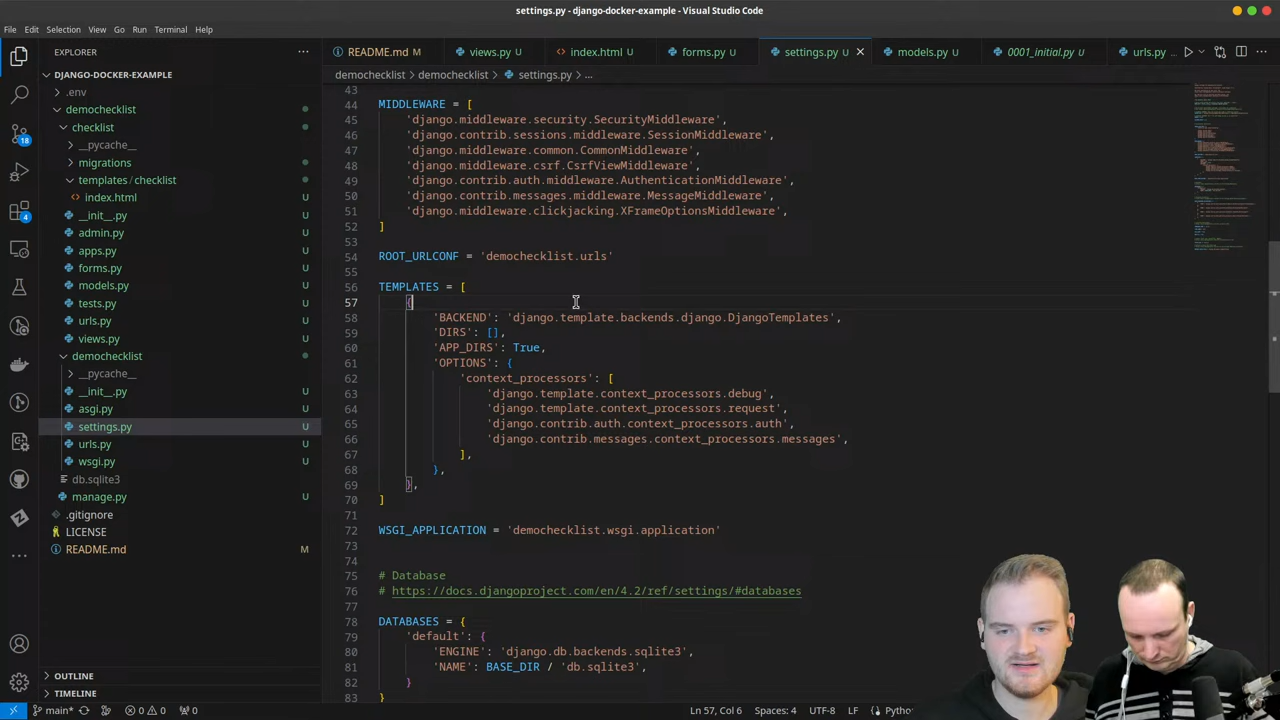 settings.py - django-docker-example - Visual Studio Code
File Edit Selection View Go Run Terminal Help
EXPLORER
DJANGO-DOCKER-EXAMPLE
.env
demochecklist
checklist
__pycache__
migrations
templates / checklist
index.html U
__init__.py U
admin.py U
apps.py U
forms.py U
models.py U
tests.py U
urls.py U
views.py U
demochecklist
__pycache__
__init__.py U
asgi.py U
settings.py U
urls.py U
wsgi.py U
db.sqlite3
manage.py U
.gitignore
LICENSE
README.md M
OUTLINE
TIMELINE
18
4
README.md M views.py U index.html U forms.py U settings.py U models.py U 0001_initial.py U urls.py
demochecklist > demochecklist > settings.py > ...
43
44 MIDDLEWARE = [
45 'django.middleware.security.SecurityMiddleware',
46 'django.contrib.sessions.middleware.SessionMiddleware',
47 'django.middleware.common.CommonMiddleware',
48 'django.middleware.csrf.CsrfViewMiddleware',
49 'django.contrib.auth.middleware.AuthenticationMiddleware',
50 'django.contrib.messages.middleware.MessageMiddleware',
51 'django.middleware.clickjacking.XFrameOptionsMiddleware',
52 ]
53
54 ROOT_URLCONF = 'demochecklist.urls'
55
56 TEMPLATES = [
57 {
58 'BACKEND': 'django.template.backends.django.DjangoTemplates',
59 'DIRS': [],
60 'APP_DIRS': True,
61 'OPTIONS': {
62 'context_processors': [
63 'django.template.context_processors.debug',
64 'django.template.context_processors.request',
65 'django.contrib.auth.context_processors.auth',
66 'django.contrib.messages.context_processors.messages',
67 ],
68 },
69 },
70 ]
71
72 WSGI_APPLICATION = 'demochecklist.wsgi.application'
73
74
75 # Database
76 # https://docs.djangoproject.com/en/4.2/ref/settings/#databases
77
78 DATABASES = {
79 'default': {
80 'ENGINE': 'django.db.backends.sqlite3',
81 'NAME': BASE_DIR / 'db.sqlite3',
82 }
83 }
main* 0 0 0 Ln 57, Col 6 Spaces: 4 UTF-8 LF Python